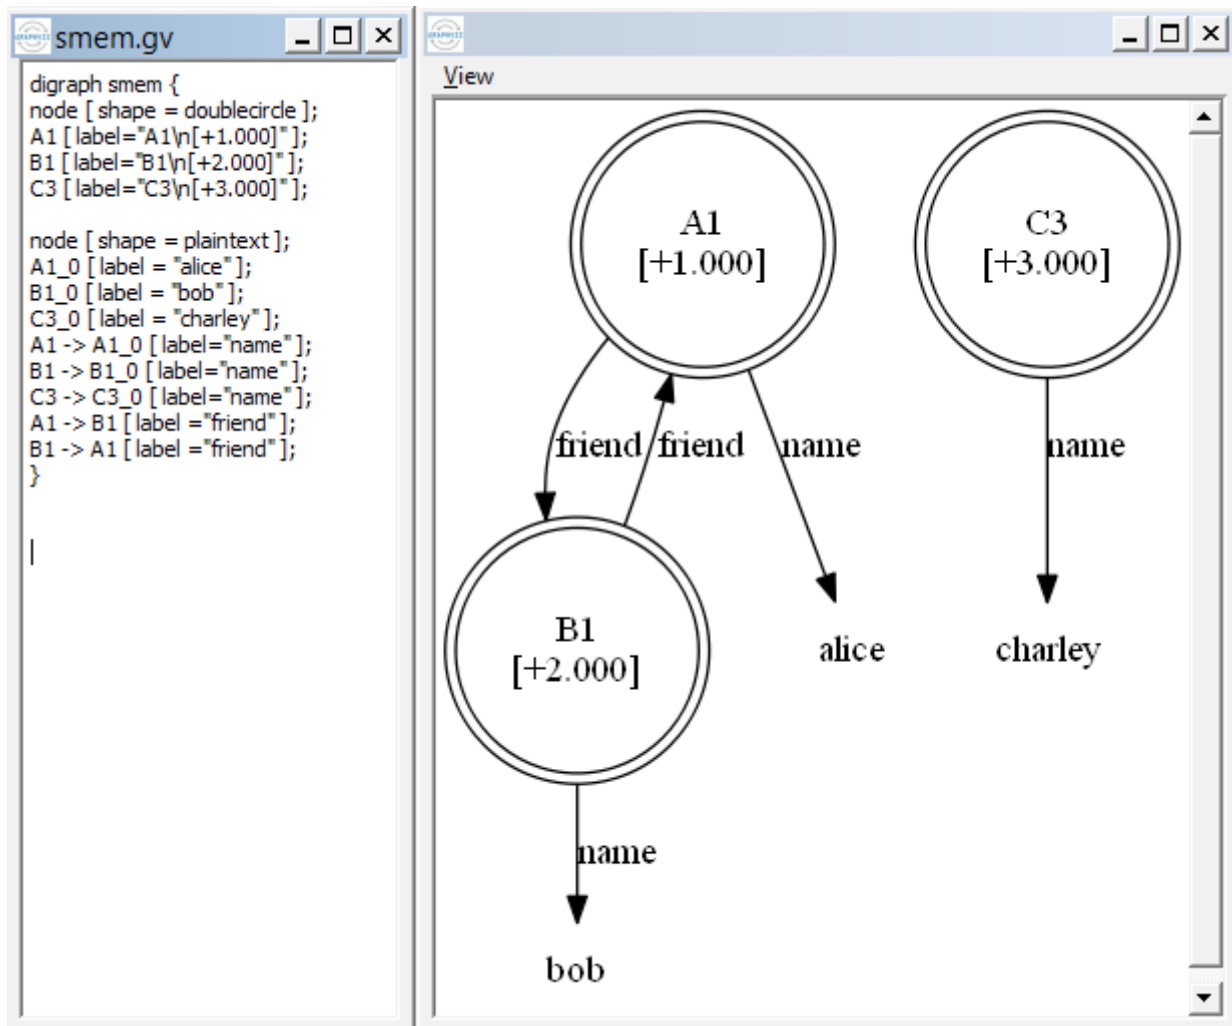 smem.gv
digraph smem {
node [ shape = doublecircle ];
A1 [ label="A1\n[+1.000]" ];
B1 [ label="B1\n[+2.000]" ];
C3 [ label="C3\n[+3.000]" ];
node [ shape = plaintext ];
A1_0 [ label = "alice" ];
B1_0 [ label = "bob" ];
C3_0 [ label = "charley" ];
A1 -> A1_0 [ label="name" ];
B1 -> B1_0 [ label="name" ];
C3 -> C3_0 [ label="name" ];
A1 -> B1 [ label ="friend" ];
B1 -> A1 [ label ="friend" ];
}
View
A1
[+1.000]
C3
[+3.000]
friend
friend
name
name
B1
[+2.000]
alice
charley
name
bob